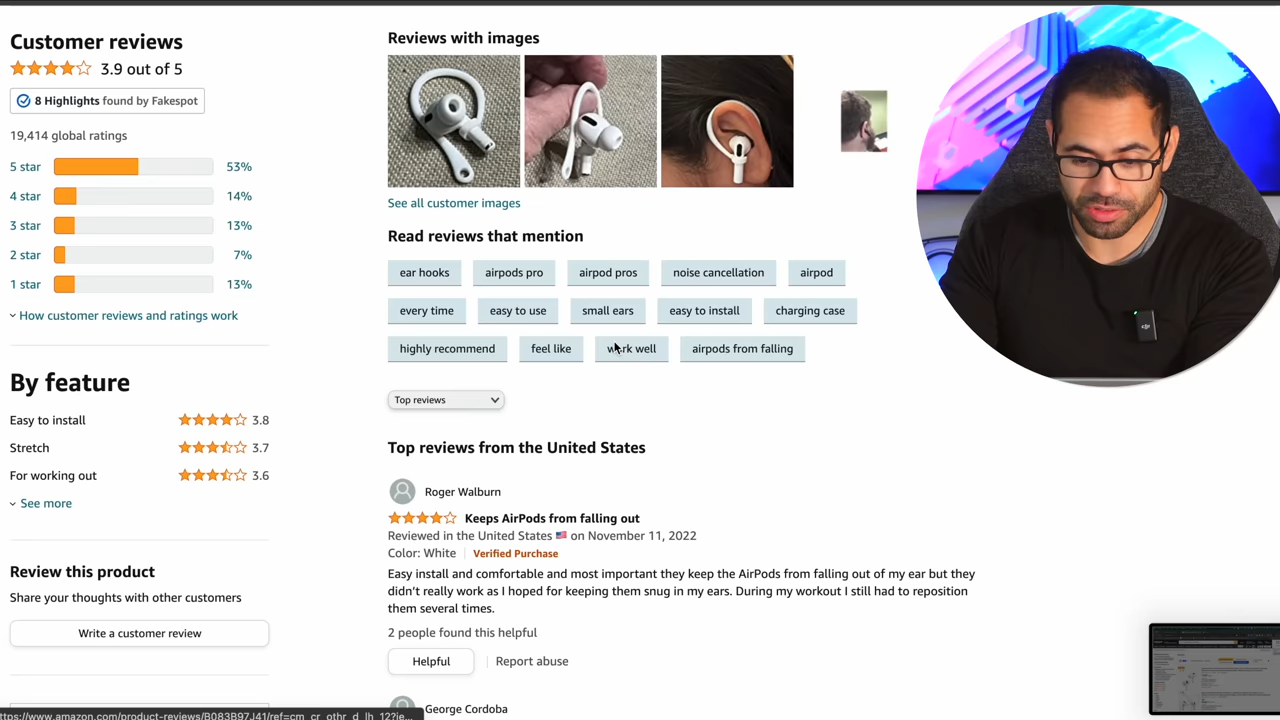 Customer reviews
3.9 out of 5
8 Highlights found by Fakespot
19,414 global ratings
5 star 53%
4 star 14%
3 star 13%
2 star 7%
1 star 13%
How customer reviews and ratings work
By feature
Easy to install 3.8
Stretch 3.7
For working out 3.6
See more
Review this product
Share your thoughts with other customers
Write a customer review
Reviews with images
See all customer images
Read reviews that mention
ear hooks airpods pro airpod pros noise cancellation airpod
every time easy to use small ears easy to install charging case
highly recommend feel like work well airpods from falling
Top reviews
Top reviews from the United States
Roger Walburn
Keeps AirPods from falling out
Reviewed in the United States on November 11, 2022
Color: White Verified Purchase
Easy install and comfortable and most important they keep the AirPods from falling out of my ear but they
didn't really work as I hoped for keeping them snug in my ears. During my workout I still had to reposition
them several times.
2 people found this helpful
Helpful Report abuse
George Cordoba
dji